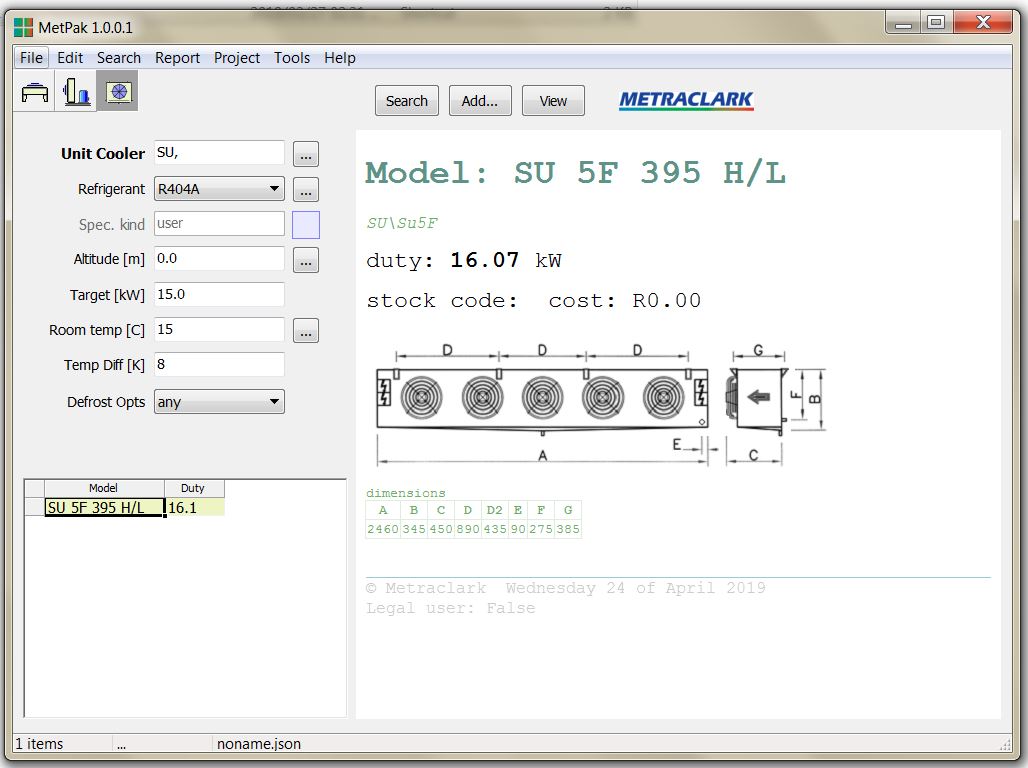 MetPak 1.0.0.1
File Edit Search Report Project Tools Help
Search Add... View METRACLARK
Unit Cooler SU, ...
Refrigerant R404A ...
Spec. kind user
Altitude [m] 0.0 ...
Target [kW] 15.0
Room temp [C] 15 ...
Temp Diff [K] 8
Defrost Opts any
Model Duty
SU 5F 395 H/L 16.1
Model: SU 5F 395 H/L
SU\Su5F
duty: 16.07 kW
stock code: cost: R0.00
D D D G
F B
E
A C
dimensions
A B C D D2 E F G
2460 345 450 890 435 90 275 385
© Metraclark Wednesday 24 of April 2019
Legal user: False
1 items ... noname.json